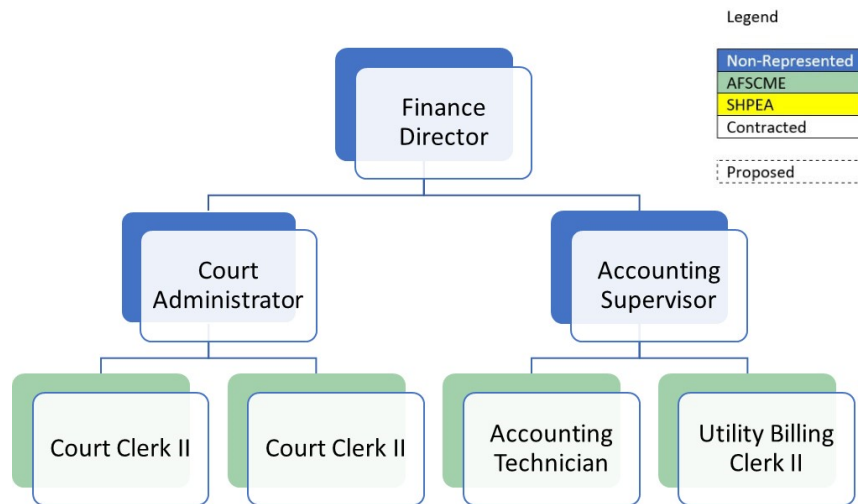 Legend
Non-Represented
AFSCME
SHPEA
Contracted
Proposed
Finance
Director
Court
Administrator
Accounting
Supervisor
Court Clerk II
Court Clerk II
Accounting
Technician
Utility Billing
Clerk II